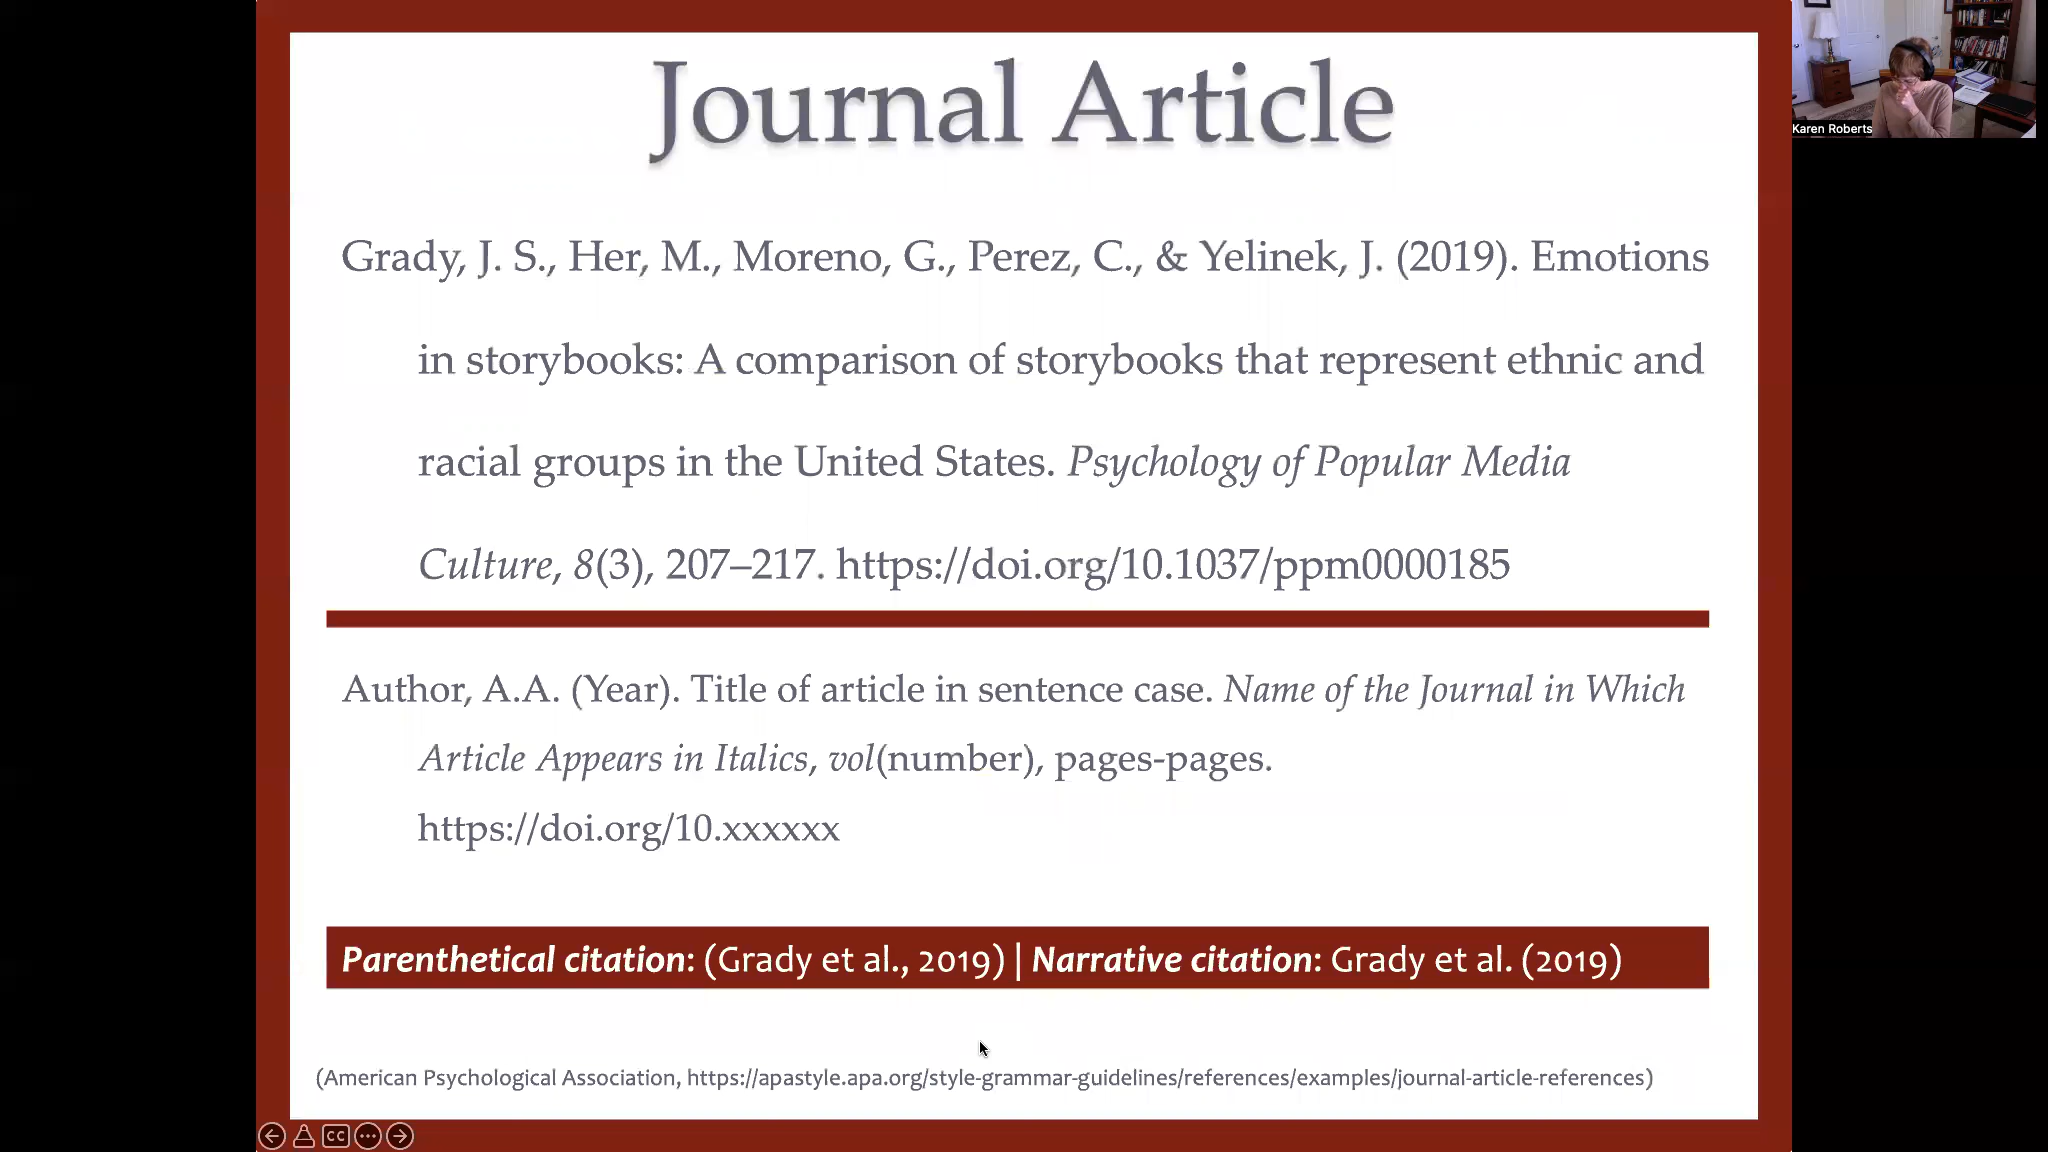 Journal Article
Karen Roberts
Grady, J. S., Her, M., Moreno, G., Perez, C., & Yelinek, J. (2019). Emotions
in storybooks: A comparison of storybooks that represent ethnic and
racial groups in the United States. Psychology of Popular Media
Culture, 8(3), 207–217. https://doi.org/10.1037/ppm0000185
Author, A.A. (Year). Title of article in sentence case. Name of the Journal in Which
Article Appears in Italics, vol(number), pages-pages.
https://doi.org/10.xxxxxx
Parenthetical citation: (Grady et al., 2019) | Narrative citation: Grady et al. (2019)
(American Psychological Association, https://apastyle.apa.org/style-grammar-guidelines/references/examples/journal-article-references)
CC